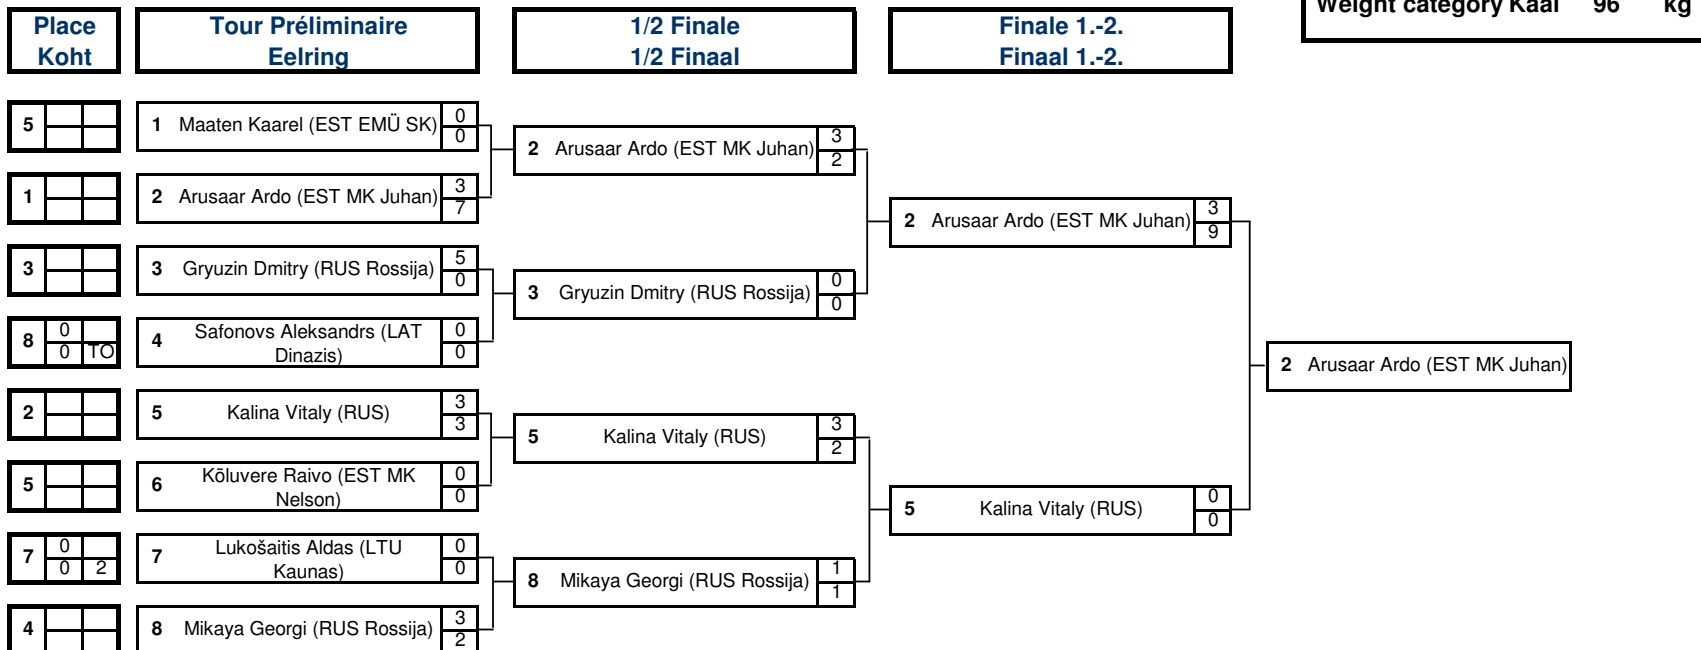 Weight category Kaal 96 kg
Place Tour Préliminaire 1/2 Finale Finale 1.-2.
Koht Eelring 1/2 Finaal Finaal 1.-2.
5 1 Maaten Kaarel (EST EMÜ SK) 0
0
2 Arusaar Ardo (EST MK Juhan) 3
2
1 2 Arusaar Ardo (EST MK Juhan) 3
7
2 Arusaar Ardo (EST MK Juhan) 3
9
3 3 Gryuzin Dmitry (RUS Rossija) 5
0
3 Gryuzin Dmitry (RUS Rossija) 0
0
8 0
0 TO
4 Safonovs Aleksandrs (LAT
Dinazis)
0
0
2 Arusaar Ardo (EST MK Juhan)
2 5 Kalina Vitaly (RUS) 3
3
5 Kalina Vitaly (RUS) 3
2
5 6 Kõluvere Raivo (EST MK
Nelson)
0
0
5 Kalina Vitaly (RUS) 0
0
7 0
0 2
7 Lukošaitis Aldas (LTU
Kaunas)
0
0
8 Mikaya Georgi (RUS Rossija) 1
1
4 8 Mikaya Georgi (RUS Rossija) 3
2